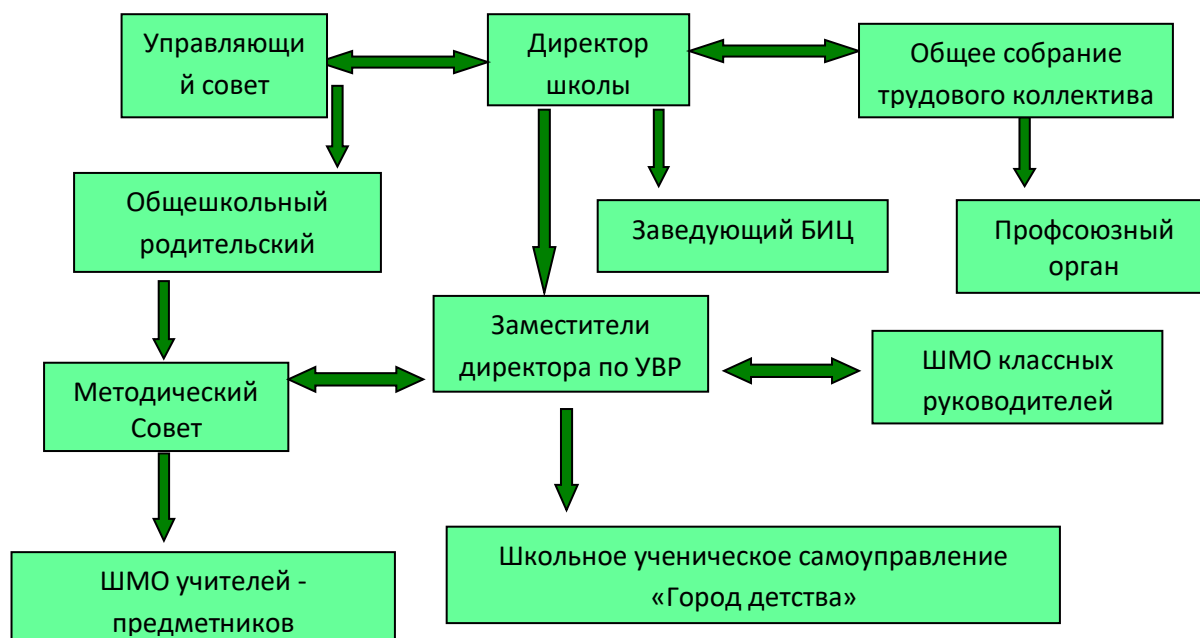 Управляющи
й совет
Директор
школы
Общее собрание
трудового коллектива
Общешкольный
родительский
Заведующий БИЦ
Профсоюзный
орган
Заместители
директора по УВР
ШМО классных
руководителей
Методический
Совет
Школьное ученическое самоуправление
«Город детства»
ШМО учителей -
предметников